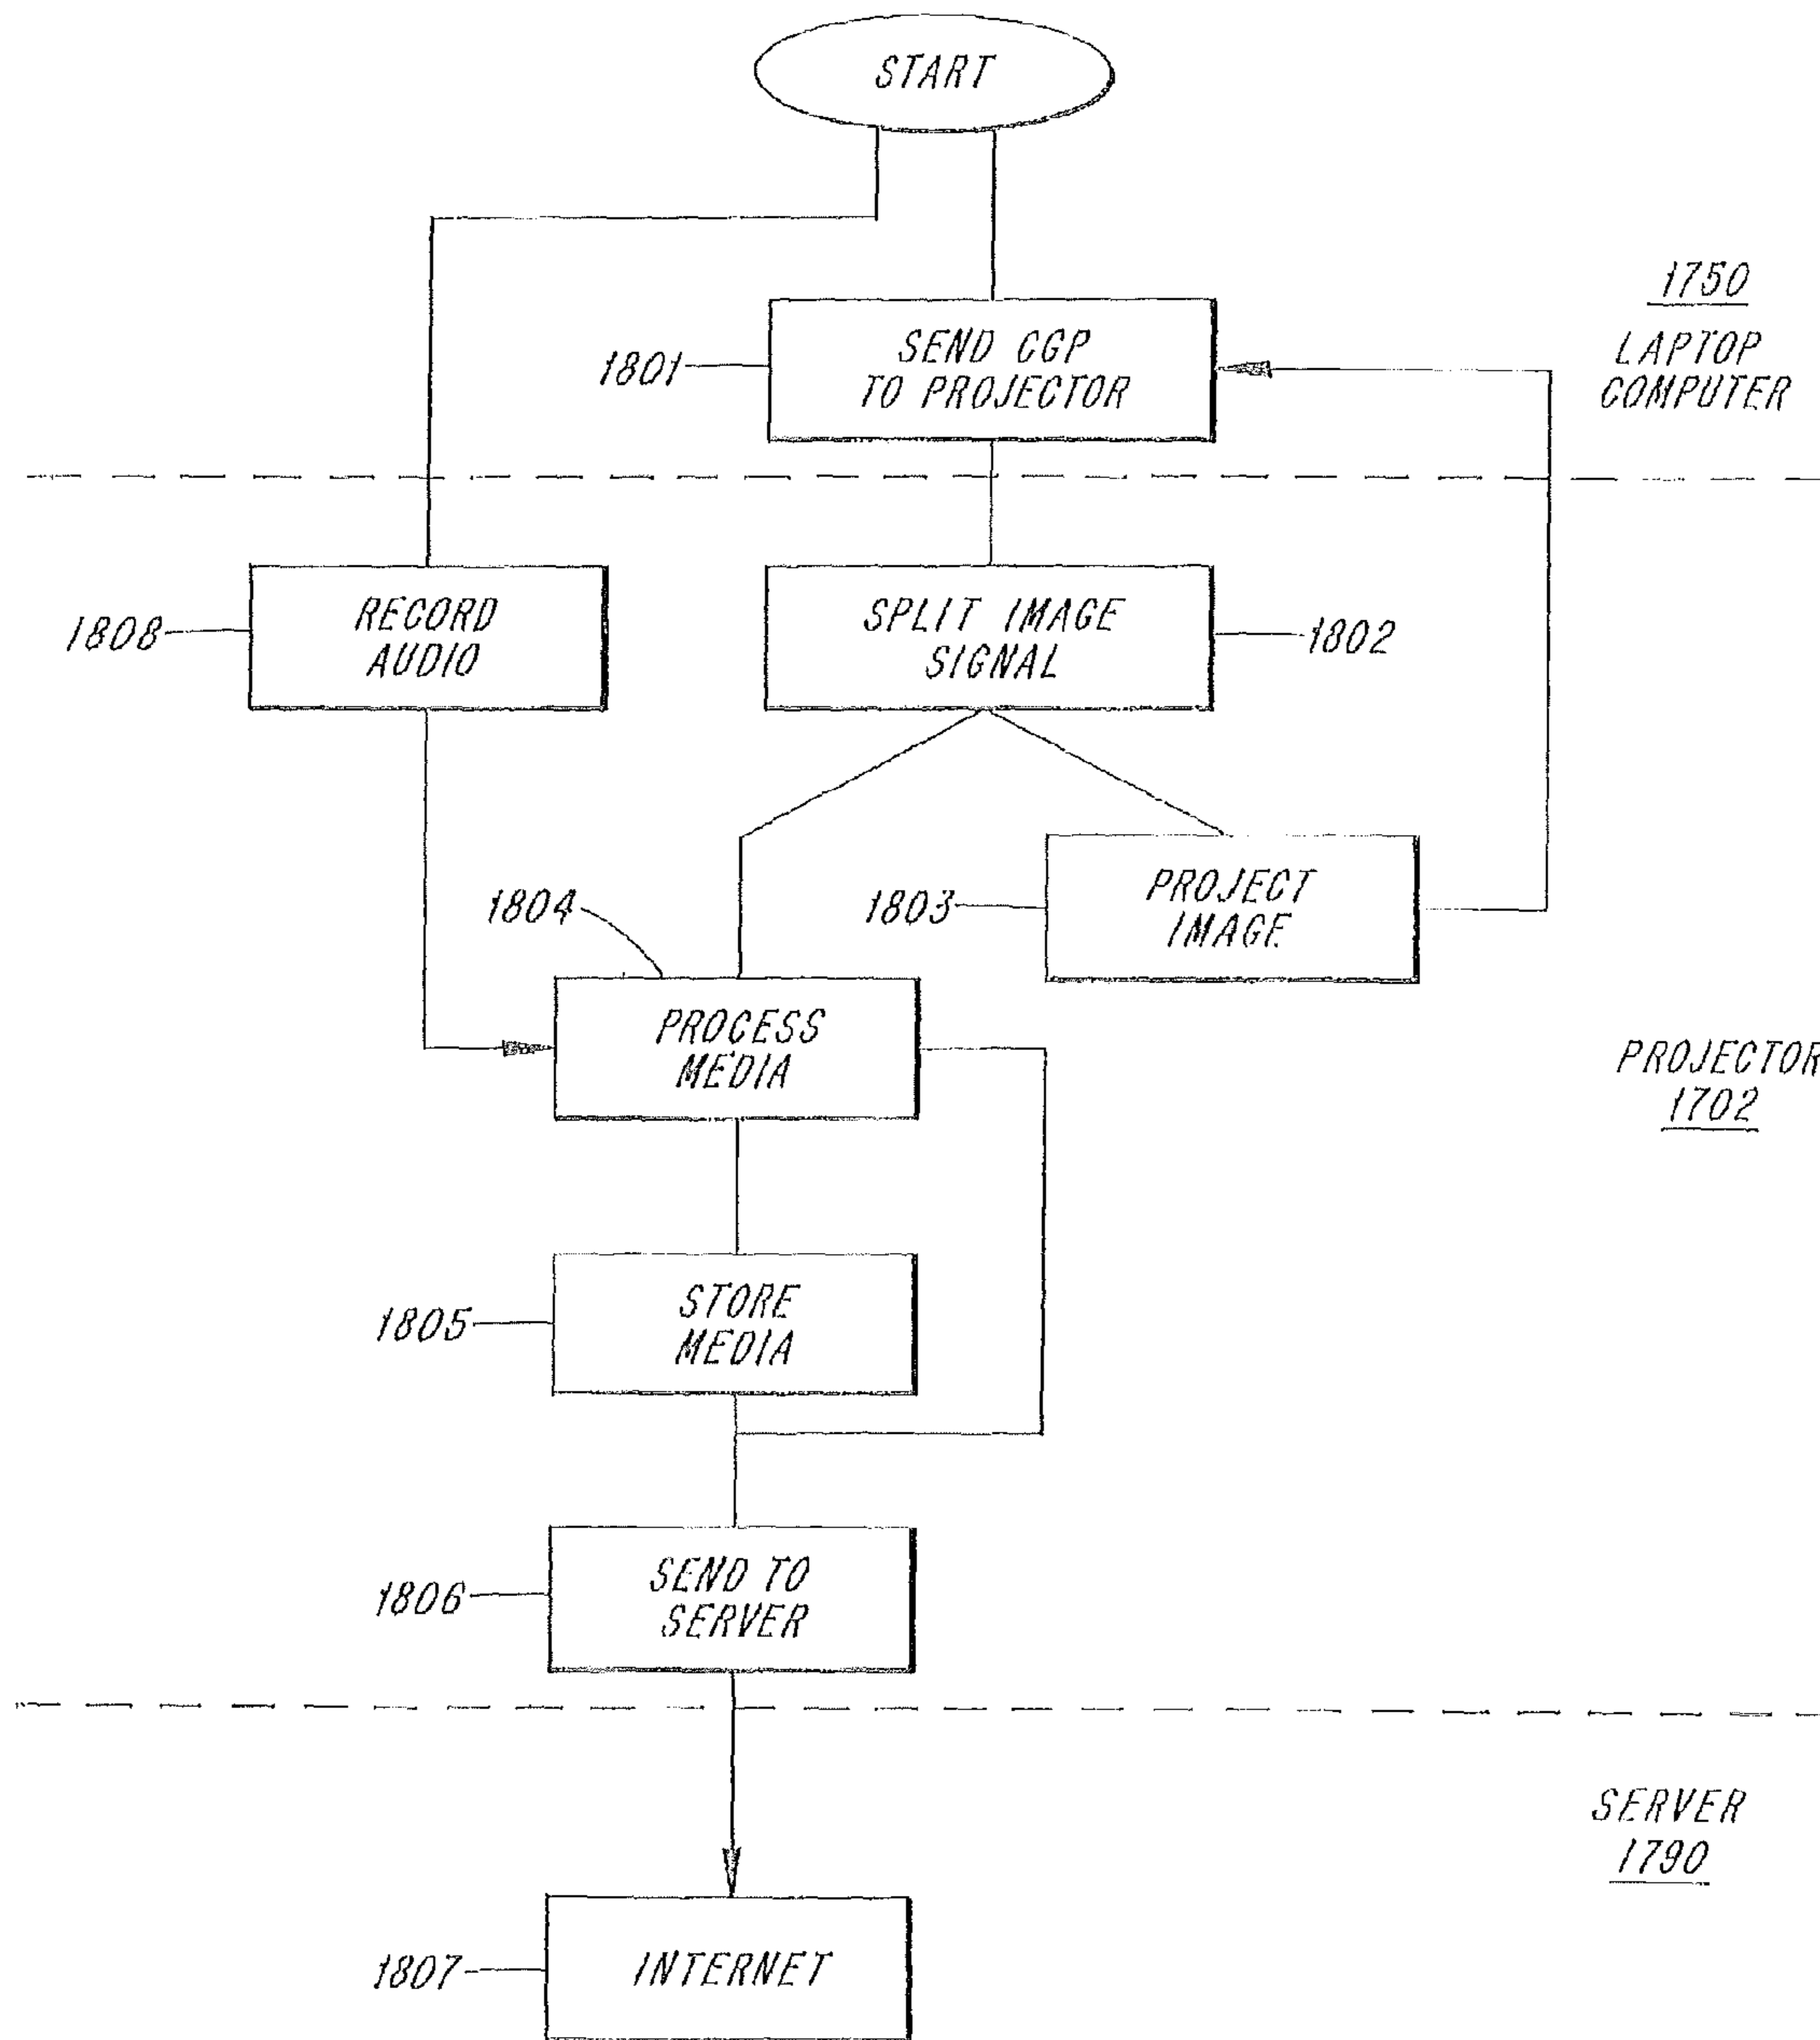 START
1750
LAPTOP
COMPUTER
1801
SEND CGP
TO PROJECTOR
1808
RECORD
AUDIO
SPLIT IMAGE
SIGNAL
1802
1804
1803
PROJECT
IMAGE
PROCESS
MEDIA
PROJECTOR
1702
1805
STORE
MEDIA
1806
SEND TO
SERVER
SERVER
1790
1807
INTERNET